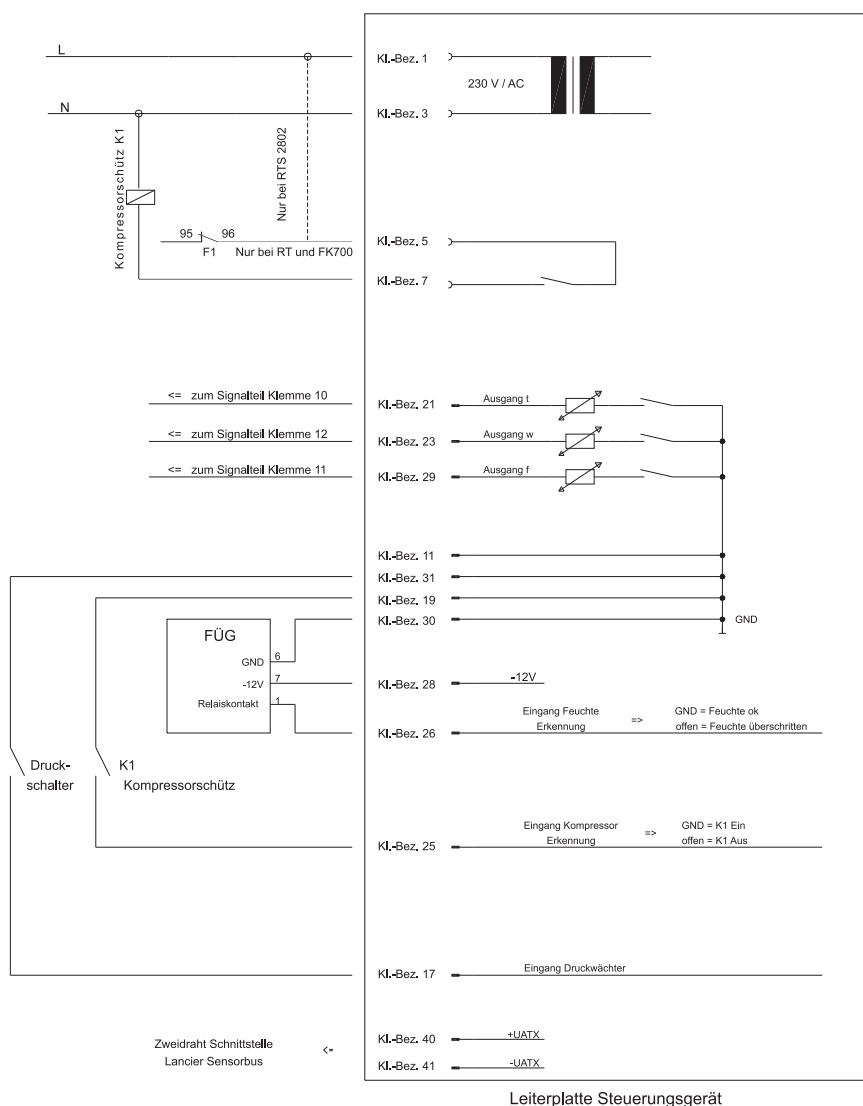 L
Kl.-Bez. 1
230 V / AC
N
Kl.-Bez. 3
Kompressorschütz K1
Nur bei RTS 2802
95 96
F1 Nur bei RT und FK700
Kl.-Bez. 5
Kl.-Bez. 7
<= zum Signalteil Klemme 10
Kl.-Bez. 21
Ausgang t
<= zum Signalteil Klemme 12
Kl.-Bez. 23
Ausgang w
<= zum Signalteil Klemme 11
Kl.-Bez. 29
Ausgang f
Kl.-Bez. 11
Kl.-Bez. 31
Kl.-Bez. 19
Kl.-Bez. 30
GND
FÜG
GND 6
-12V 7
Relaiskontakt 1
Kl.-Bez. 28
-12V
Kl.-Bez. 26
Eingang Feuchte
Erkennung
=>
GND = Feuchte ok
offen = Feuchte überschritten
Druck-
schalter
K1
Kompressorschütz
Kl.-Bez. 25
Eingang Kompressor
Erkennung
=>
GND = K1 Ein
offen = K1 Aus
Kl.-Bez. 17
Eingang Druckwächter
Zweidraht Schnittstelle
Lancier Sensorbus
<=
Kl.-Bez. 40
+UATX
Kl.-Bez. 41
-UATX
Leiterplatte Steuerungsgerät